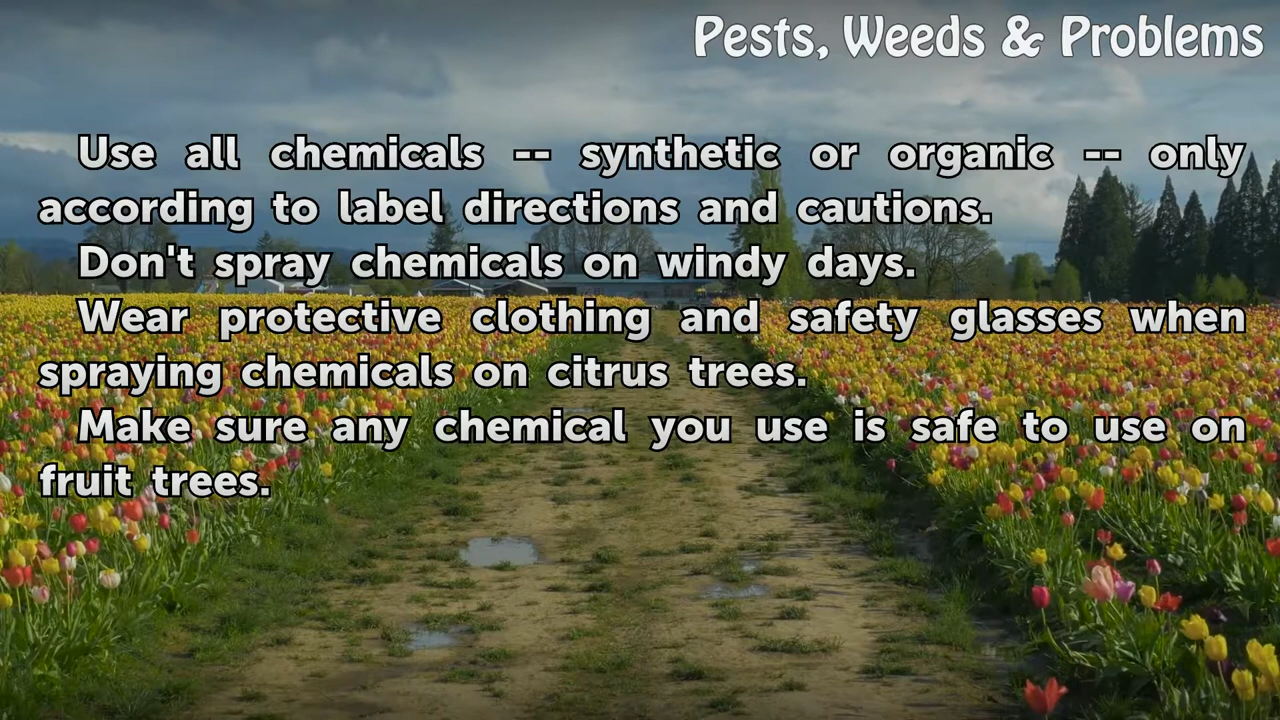 Pests, Weeds & Problems
Use all chemicals -- synthetic or organic -- only
according to label directions and cautions.
Don't spray chemicals on windy days.
Wear protective clothing and safety glasses when
spraying chemicals on citrus trees.
Make sure any chemical you use is safe to use on
fruit trees.